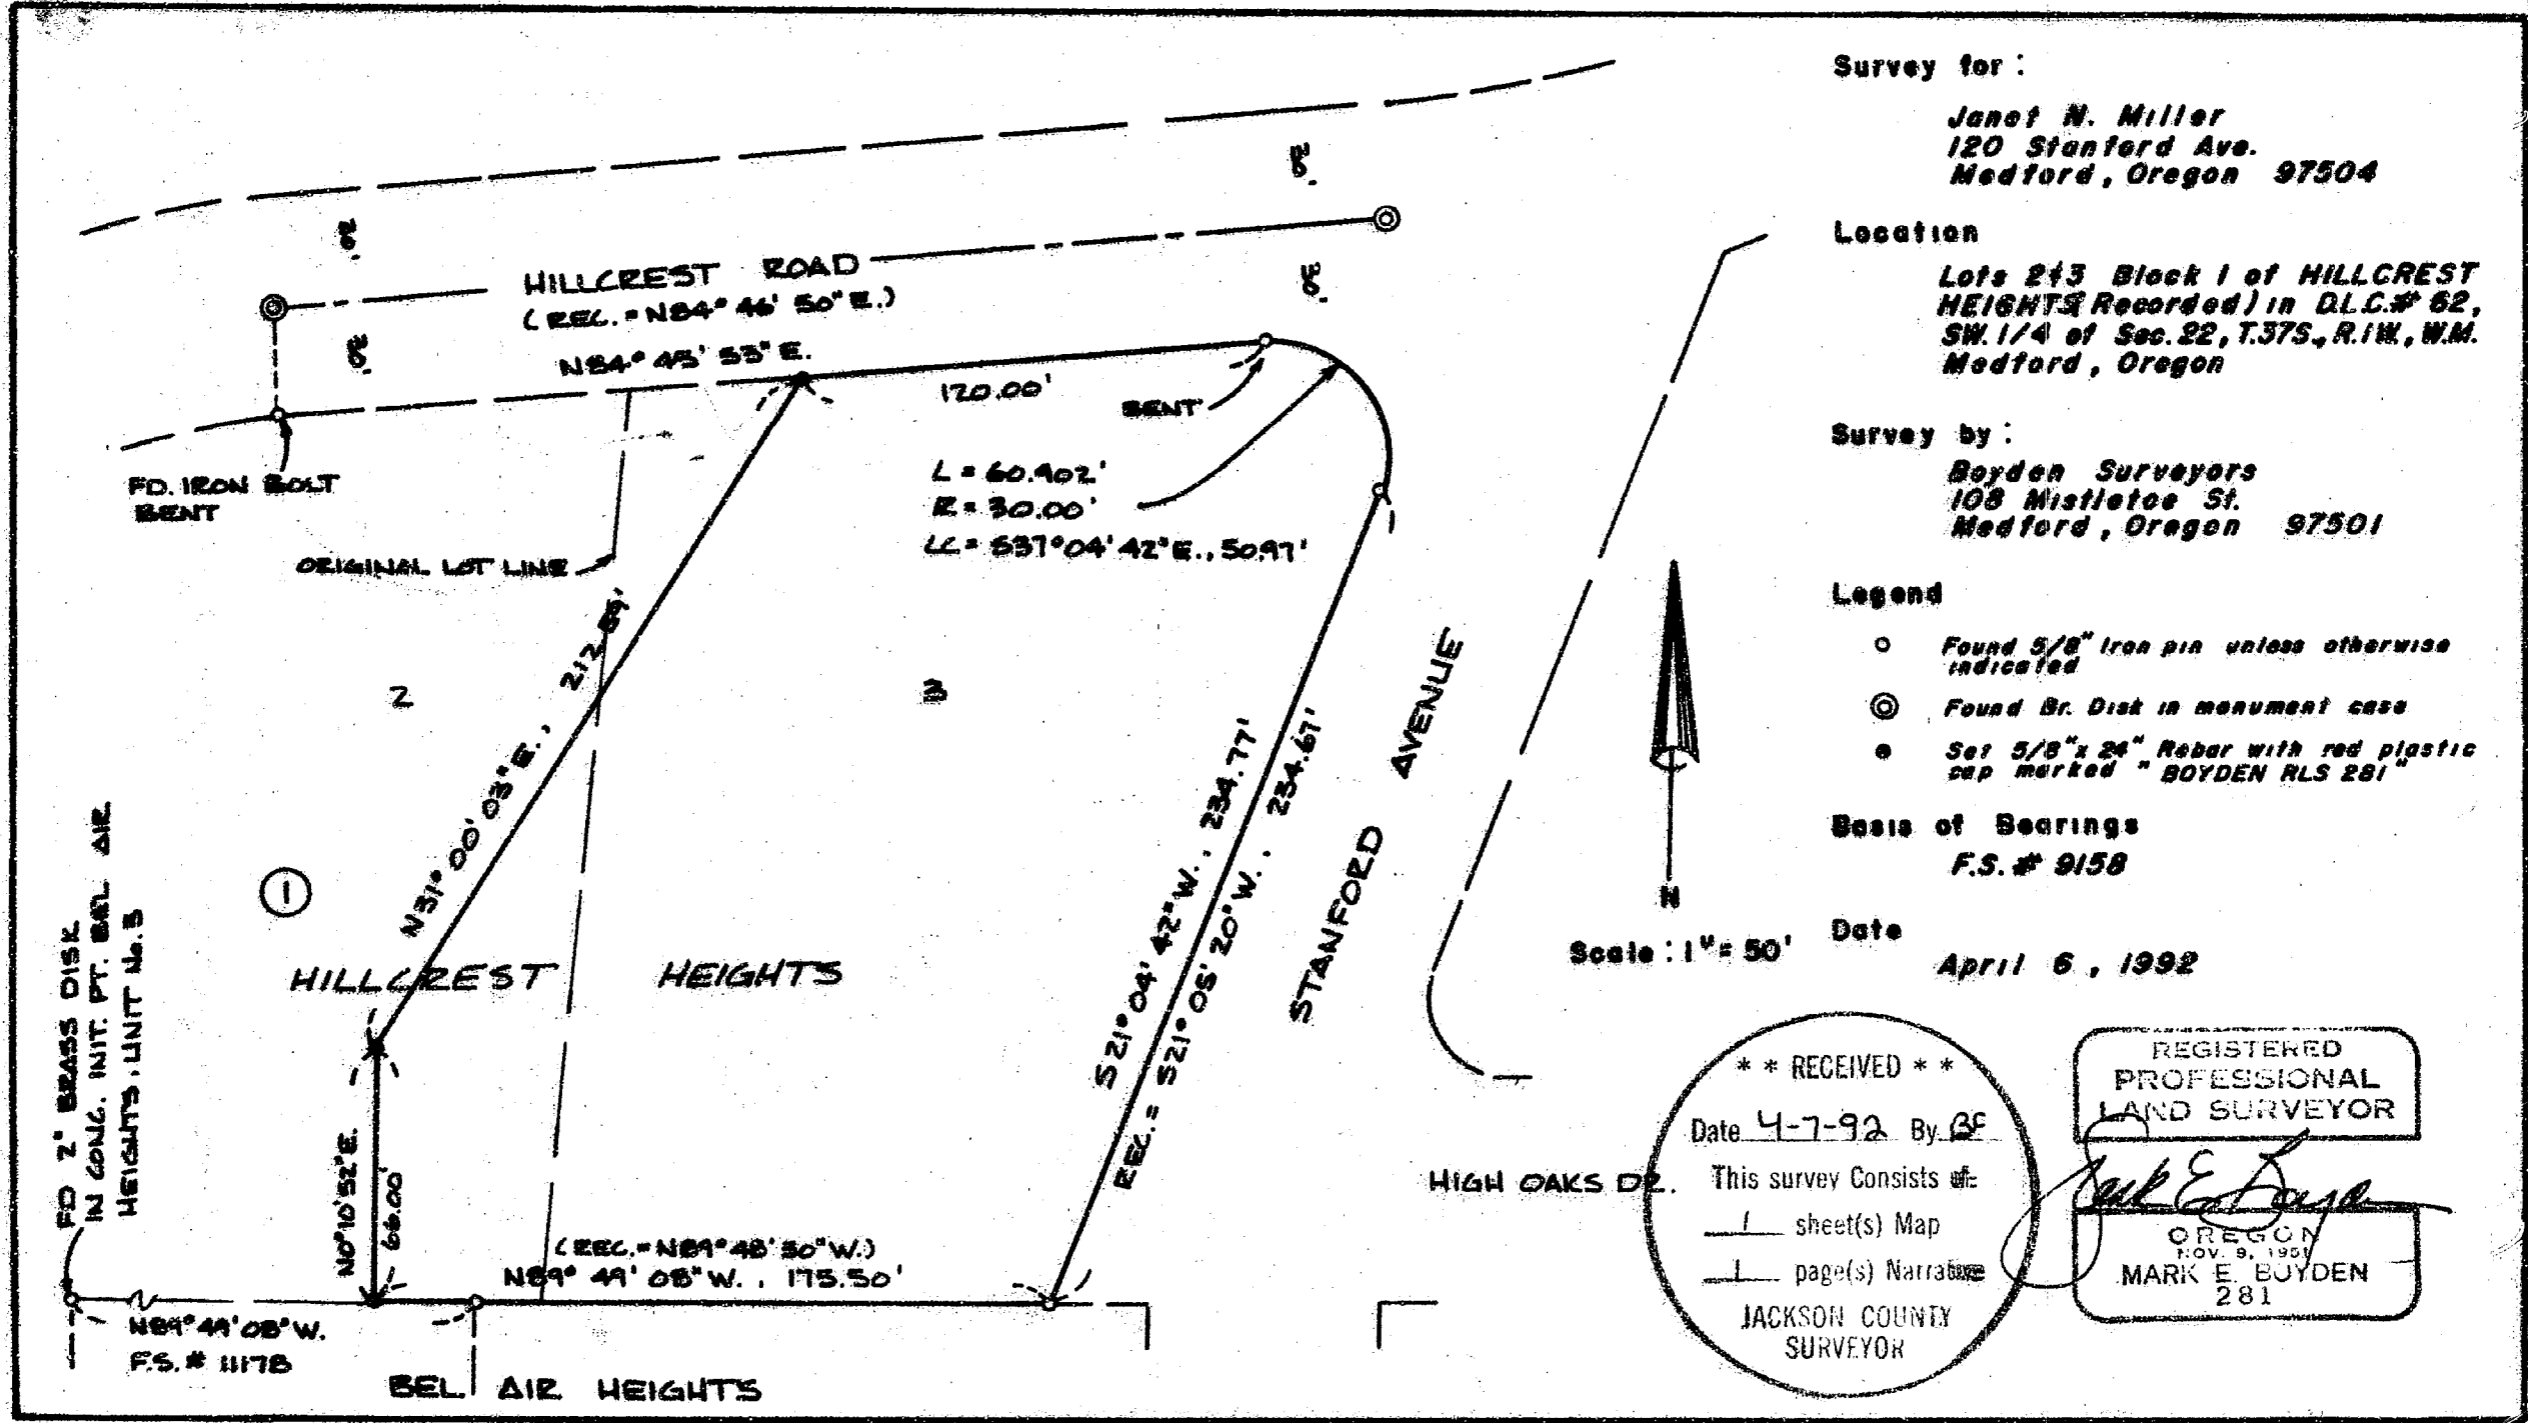 HILLCREST ROAD
(REC. = N84° 46' 50" E.)
N84° 45' 53" E.
120.00'
BENT
FD. IRON BOLT
BENT
L = 60.402'
R = 30.00'
LC = S37°04'42"E., 50.97'
ORIGINAL LOT LINE
N31° 00' 03" E.,
2
3
1
HILLCREST HEIGHTS
S21° 04' 42" W., 234.77'
REC. = S21° 05' 20" W., 234.67'
STANFORD AVENUE
FD 2" BRASS DISK
IN CONC. INIT. PT. BEL AIR
HEIGHTS, UNIT No.
N0°10'52"E.
66.00'
(REC. = N89°48'30"W.)
N89° 49' 08" W., 175.50'
N89°49'08"W.
F.S. # 11178
BEL AIR HEIGHTS
HIGH OAKS DR.
N
Scale : 1" = 50'
Survey for :
Janet N. Miller
120 Stanford Ave.
Medford, Oregon 97504
Location
Lots 2 & 3 Block 1 of HILLCREST
HEIGHTS (Recorded) in D.L.C.# 62,
SW. 1/4 of Sec. 22, T.37S., R.1W., W.M.
Medford, Oregon
Survey by :
Boyden Surveyors
108 Mistletoe St.
Medford, Oregon 97501
Legend
Found 5/8" Iron pin unless otherwise
indicated
Found Br. Disk in monument case
Set 5/8" x 24" Rebar with red plastic
cap marked "BOYDEN RLS 281"
Basis of Bearings
F.S. # 9158
Date
April 6, 1992
* * RECEIVED * *
Date 4-7-92 By
This survey Consists of:
1 sheet(s) Map
1 page(s) Narrative
JACKSON COUNTY
SURVEYOR
REGISTERED
PROFESSIONAL
LAND SURVEYOR
OREGON
NOV. 9, 1951
MARK E. BOYDEN
281